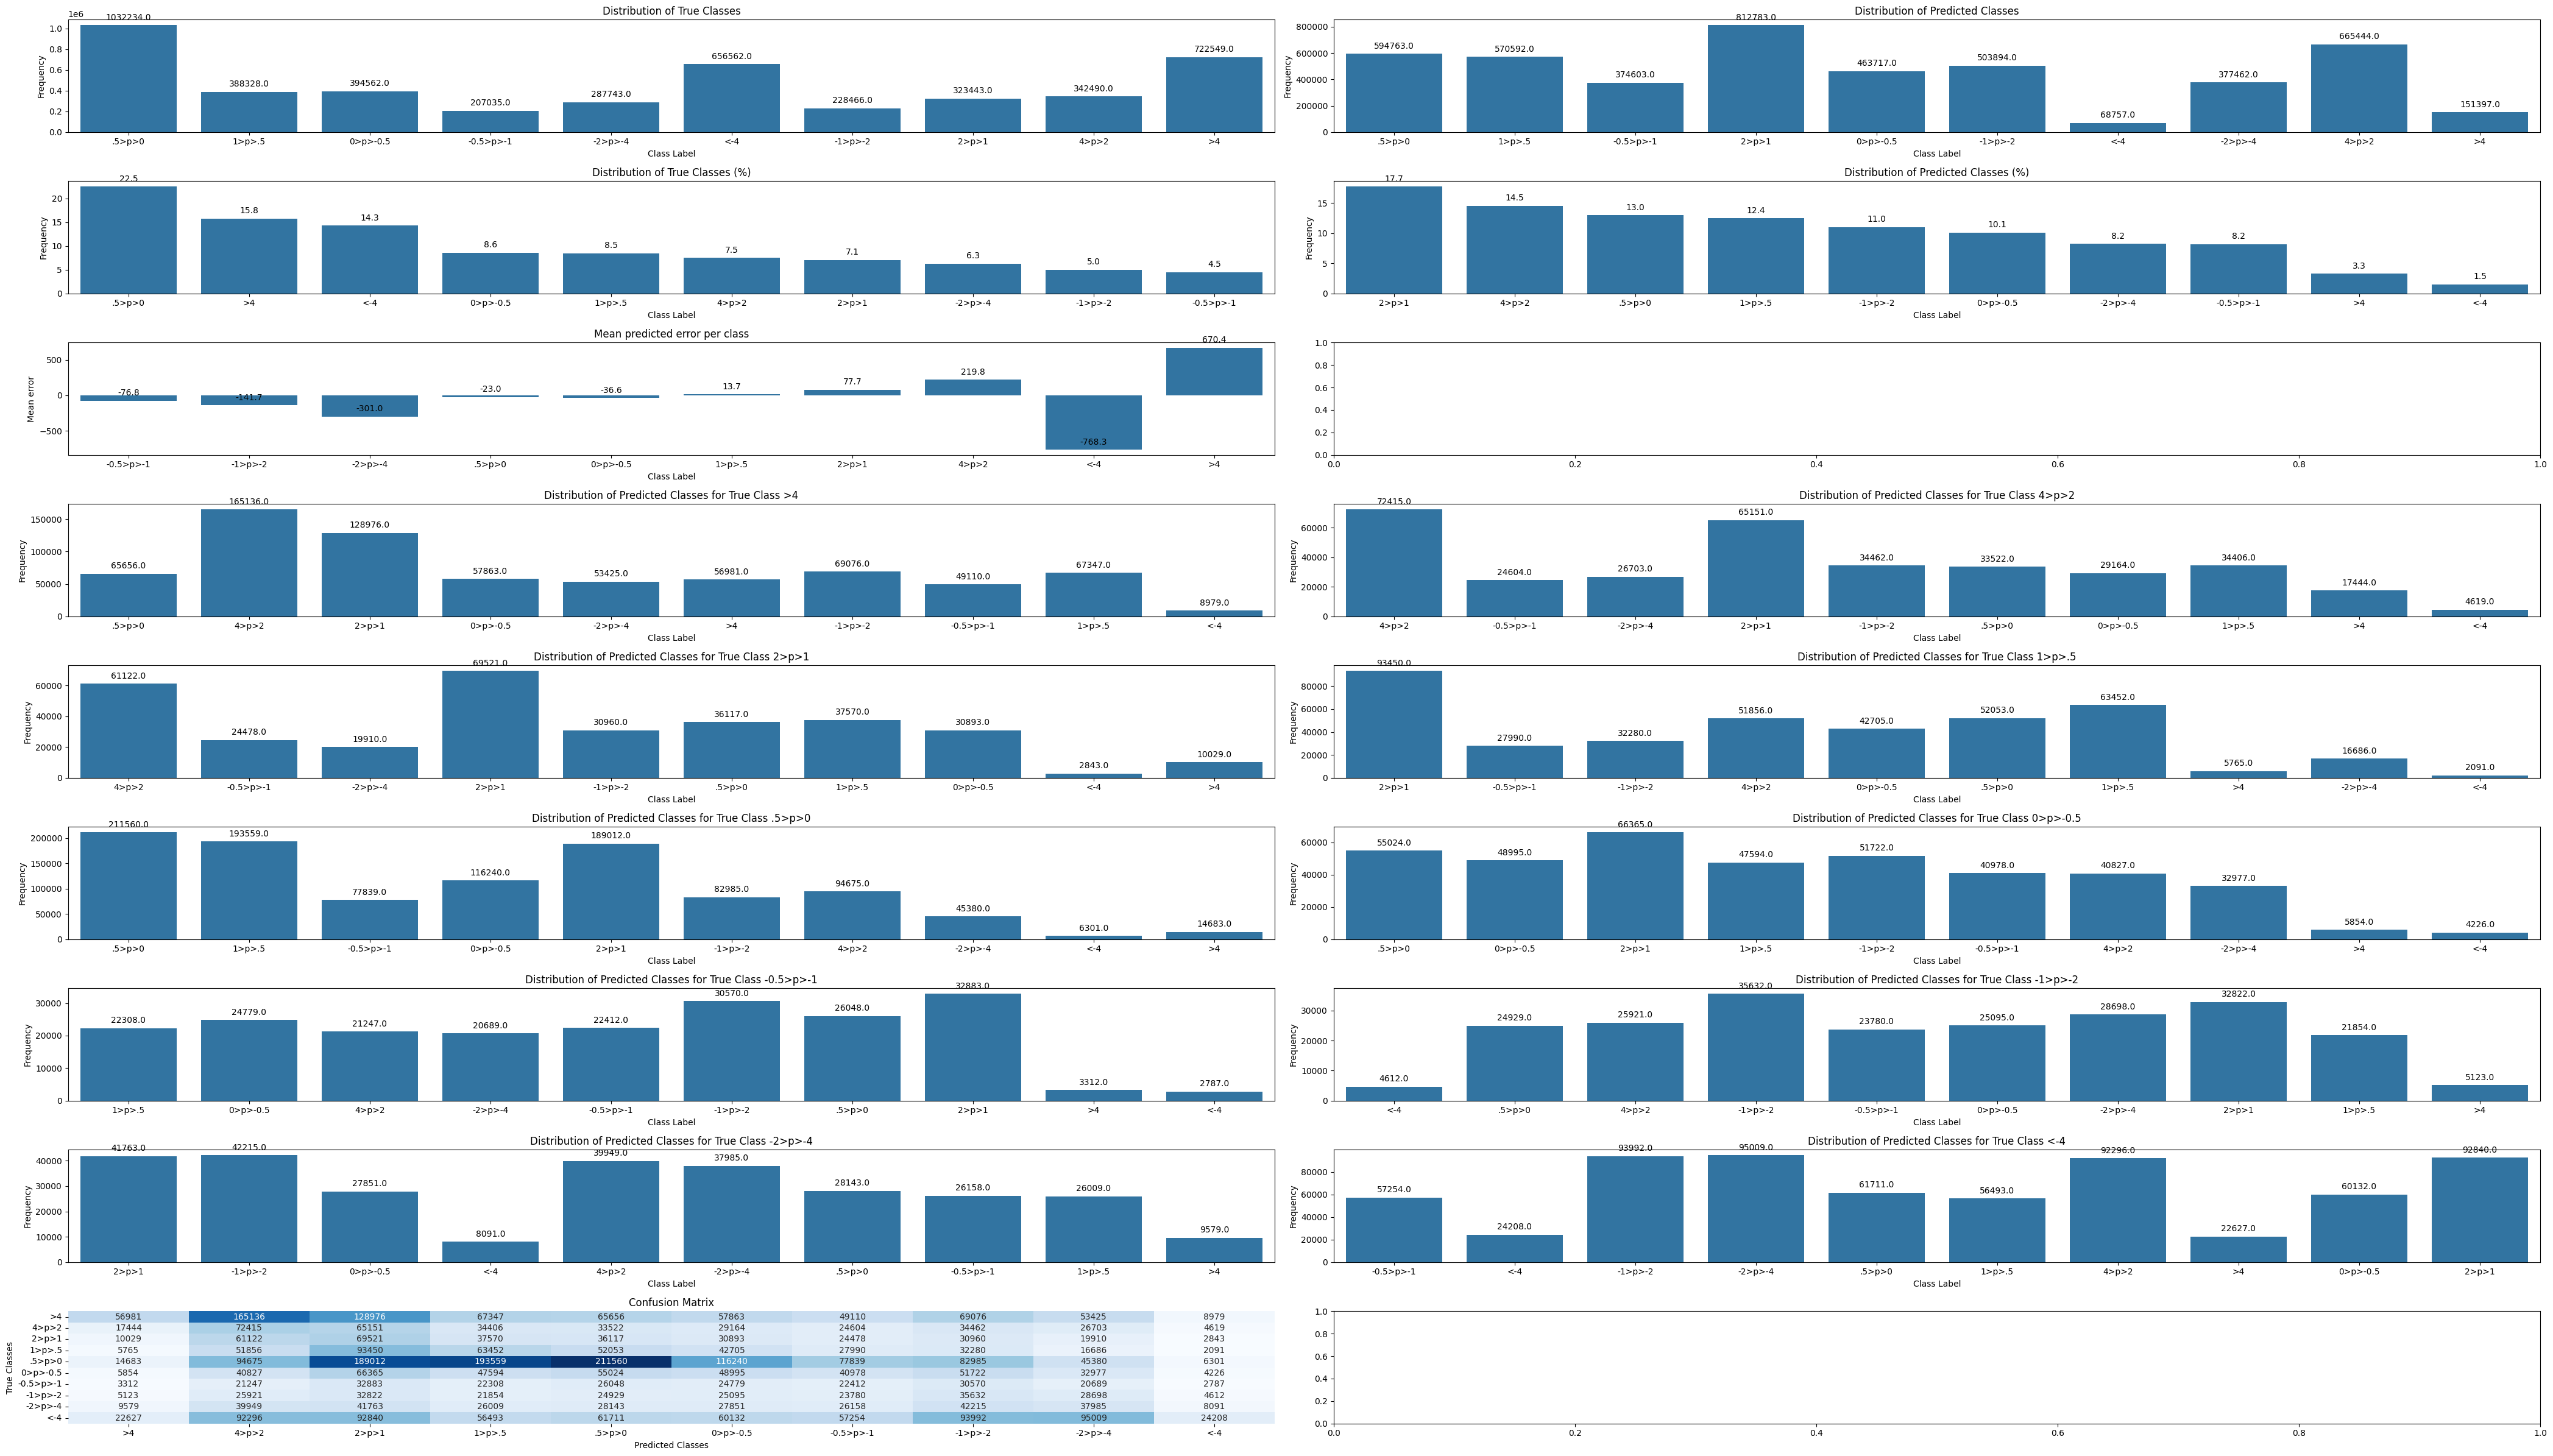 Distribution of True Classes
1e6
1032234.0 388328.0 394562.0 207035.0 287743.0 656562.0 228466.0 323443.0 342490.0 722549.0
1.0 0.8 0.6 0.4 0.2 0.0
Frequency
.5>p>0 1>p>.5 0>p>-0.5 -0.5>p>-1 -2>p>-4 <-4 -1>p>-2 2>p>1 4>p>2 >4
Class Label
Distribution of Predicted Classes
594763.0 570592.0 374603.0 812783.0 463717.0 503894.0 68757.0 377462.0 665444.0 151397.0
800000 600000 400000 200000 0
Frequency
.5>p>0 1>p>.5 -0.5>p>-1 2>p>1 0>p>-0.5 -1>p>-2 <-4 -2>p>-4 4>p>2 >4
Class Label
Distribution of True Classes (%)
22.5 15.8 14.3 8.6 8.5 7.5 7.1 6.3 5.0 4.5
20 15 10 5 0
Frequency
.5>p>0 >4 <-4 0>p>-0.5 1>p>.5 4>p>2 2>p>1 -2>p>-4 -1>p>-2 -0.5>p>-1
Class Label
Distribution of Predicted Classes (%)
17.7 14.5 13.0 12.4 11.0 10.1 8.2 8.2 3.3 1.5
15 10 5 0
Frequency
2>p>1 4>p>2 .5>p>0 1>p>.5 -1>p>-2 0>p>-0.5 -2>p>-4 -0.5>p>-1 >4 <-4
Class Label
Mean predicted error per class
-76.8 -141.7 -301.0 -23.0 -36.6 13.7 77.7 219.8 -768.3 670.4
500 0 −500
Mean error
-0.5>p>-1 -1>p>-2 -2>p>-4 .5>p>0 0>p>-0.5 1>p>.5 2>p>1 4>p>2 <-4 >4
Class Label
1.0 0.8 0.6 0.4 0.2 0.0
0.0 0.2 0.4 0.6 0.8 1.0
Distribution of Predicted Classes for True Class >4
65656.0 165136.0 128976.0 57863.0 53425.0 56981.0 69076.0 49110.0 67347.0 8979.0
150000 100000 50000 0
Frequency
.5>p>0 4>p>2 2>p>1 0>p>-0.5 -2>p>-4 >4 -1>p>-2 -0.5>p>-1 1>p>.5 <-4
Class Label
Distribution of Predicted Classes for True Class 4>p>2
72415.0 24604.0 26703.0 65151.0 34462.0 33522.0 29164.0 34406.0 17444.0 4619.0
60000 40000 20000 0
Frequency
4>p>2 -0.5>p>-1 -2>p>-4 2>p>1 -1>p>-2 .5>p>0 0>p>-0.5 1>p>.5 >4 <-4
Class Label
Distribution of Predicted Classes for True Class 2>p>1
61122.0 24478.0 19910.0 69521.0 30960.0 36117.0 37570.0 30893.0 2843.0 10029.0
60000 40000 20000 0
Frequency
4>p>2 -0.5>p>-1 -2>p>-4 2>p>1 -1>p>-2 .5>p>0 1>p>.5 0>p>-0.5 <-4 >4
Class Label
Distribution of Predicted Classes for True Class 1>p>.5
93450.0 27990.0 32280.0 51856.0 42705.0 52053.0 63452.0 5765.0 16686.0 2091.0
80000 60000 40000 20000 0
Frequency
2>p>1 -0.5>p>-1 -1>p>-2 4>p>2 0>p>-0.5 .5>p>0 1>p>.5 >4 -2>p>-4 <-4
Class Label
Distribution of Predicted Classes for True Class .5>p>0
211560.0 193559.0 77839.0 116240.0 189012.0 82985.0 94675.0 45380.0 6301.0 14683.0
200000 150000 100000 50000 0
Frequency
.5>p>0 1>p>.5 -0.5>p>-1 0>p>-0.5 2>p>1 -1>p>-2 4>p>2 -2>p>-4 <-4 >4
Class Label
Distribution of Predicted Classes for True Class 0>p>-0.5
55024.0 48995.0 66365.0 47594.0 51722.0 40978.0 40827.0 32977.0 5854.0 4226.0
60000 40000 20000 0
Frequency
.5>p>0 0>p>-0.5 2>p>1 1>p>.5 -1>p>-2 -0.5>p>-1 4>p>2 -2>p>-4 >4 <-4
Class Label
Distribution of Predicted Classes for True Class -0.5>p>-1
22308.0 24779.0 21247.0 20689.0 22412.0 30570.0 26048.0 32883.0 3312.0 2787.0
30000 20000 10000 0
Frequency
1>p>.5 0>p>-0.5 4>p>2 -2>p>-4 -0.5>p>-1 -1>p>-2 .5>p>0 2>p>1 >4 <-4
Class Label
Distribution of Predicted Classes for True Class -1>p>-2
4612.0 24929.0 25921.0 35632.0 23780.0 25095.0 28698.0 32822.0 21854.0 5123.0
30000 20000 10000 0
Frequency
<-4 .5>p>0 4>p>2 -1>p>-2 -0.5>p>-1 0>p>-0.5 -2>p>-4 2>p>1 1>p>.5 >4
Class Label
Distribution of Predicted Classes for True Class -2>p>-4
41763.0 42215.0 27851.0 8091.0 39949.0 37985.0 28143.0 26158.0 26009.0 9579.0
40000 30000 20000 10000 0
Frequency
2>p>1 -1>p>-2 0>p>-0.5 <-4 4>p>2 -2>p>-4 .5>p>0 -0.5>p>-1 1>p>.5 >4
Class Label
Distribution of Predicted Classes for True Class <-4
57254.0 24208.0 93992.0 95009.0 61711.0 56493.0 92296.0 22627.0 60132.0 92840.0
80000 60000 40000 20000 0
Frequency
-0.5>p>-1 <-4 -1>p>-2 -2>p>-4 .5>p>0 1>p>.5 4>p>2 >4 0>p>-0.5 2>p>1
Class Label
Confusion Matrix
True Classes
>4 56981 165136 128976 67347 65656 57863 49110 69076 53425 8979
4>p>2 17444 72415 65151 34406 33522 29164 24604 34462 26703 4619
2>p>1 10029 61122 69521 37570 36117 30893 24478 30960 19910 2843
1>p>.5 5765 51856 93450 63452 52053 42705 27990 32280 16686 2091
.5>p>0 14683 94675 189012 193559 211560 116240 77839 82985 45380 6301
0>p>-0.5 5854 40827 66365 47594 55024 48995 40978 51722 32977 4226
-0.5>p>-1 3312 21247 32883 22308 26048 24779 22412 30570 20689 2787
-1>p>-2 5123 25921 32822 21854 24929 25095 23780 35632 28698 4612
-2>p>-4 9579 39949 41763 26009 28143 27851 26158 42215 37985 8091
<-4 22627 92296 92840 56493 61711 60132 57254 93992 95009 24208
>4 4>p>2 2>p>1 1>p>.5 .5>p>0 0>p>-0.5 -0.5>p>-1 -1>p>-2 -2>p>-4 <-4
Predicted Classes
1.0 0.8 0.6 0.4 0.2 0.0
0.0 0.2 0.4 0.6 0.8 1.0